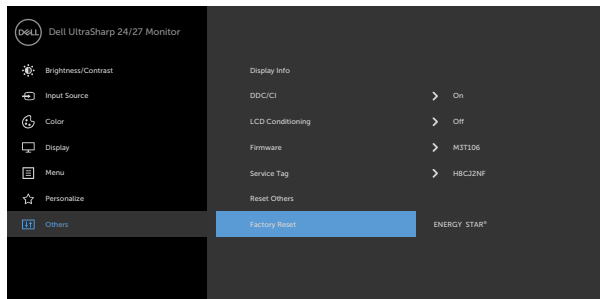 DELL Dell UltraSharp 24/27 Monitor
Brightness/Contrast Display Info
Input Source DDC/CI On
Color LCD Conditioning Off
Display Firmware M3T106
Menu Service Tag H8CJ2NF
Personalize Reset Others
Others Factory Reset ENERGY STAR®